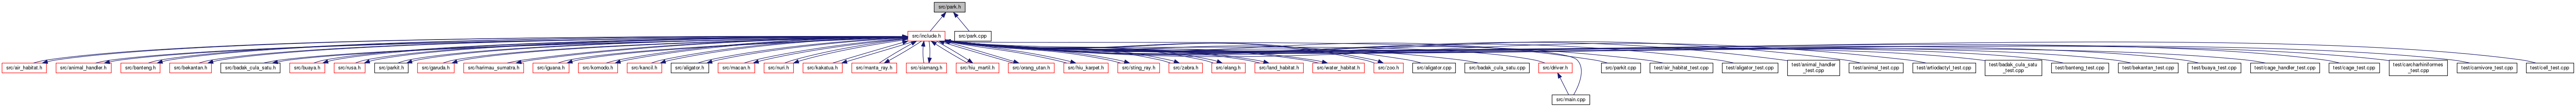 src/park.h
src/include.h
src/park.cpp
src/air_habitat.h
src/animal_handler.h
src/banteng.h
src/bekantan.h
src/badak_cula_satu.h
src/buaya.h
src/rusa.h
src/parkit.h
src/garuda.h
src/harimau_sumatra.h
src/iguana.h
src/komodo.h
src/kancil.h
src/aligator.h
src/macan.h
src/nuri.h
src/kakatua.h
src/manta_ray.h
src/siamang.h
src/hiu_martil.h
src/orang_utan.h
src/hiu_karpet.h
src/sting_ray.h
src/zebra.h
src/elang.h
src/land_habitat.h
src/water_habitat.h
src/zoo.h
src/aligator.cpp
src/badak_cula_satu.cpp
src/driver.h
src/parkit.cpp
test/air_habitat_test.cpp
test/aligator_test.cpp
test/animal_handler
_test.cpp
test/animal_test.cpp
test/artiodactyl_test.cpp
test/badak_cula_satu
_test.cpp
test/banteng_test.cpp
test/bekantan_test.cpp
test/buaya_test.cpp
test/cage_handler_test.cpp
test/cage_test.cpp
test/carcharhiniformes
_test.cpp
test/carnivora_test.cpp
test/cell_test.cpp
src/main.cpp